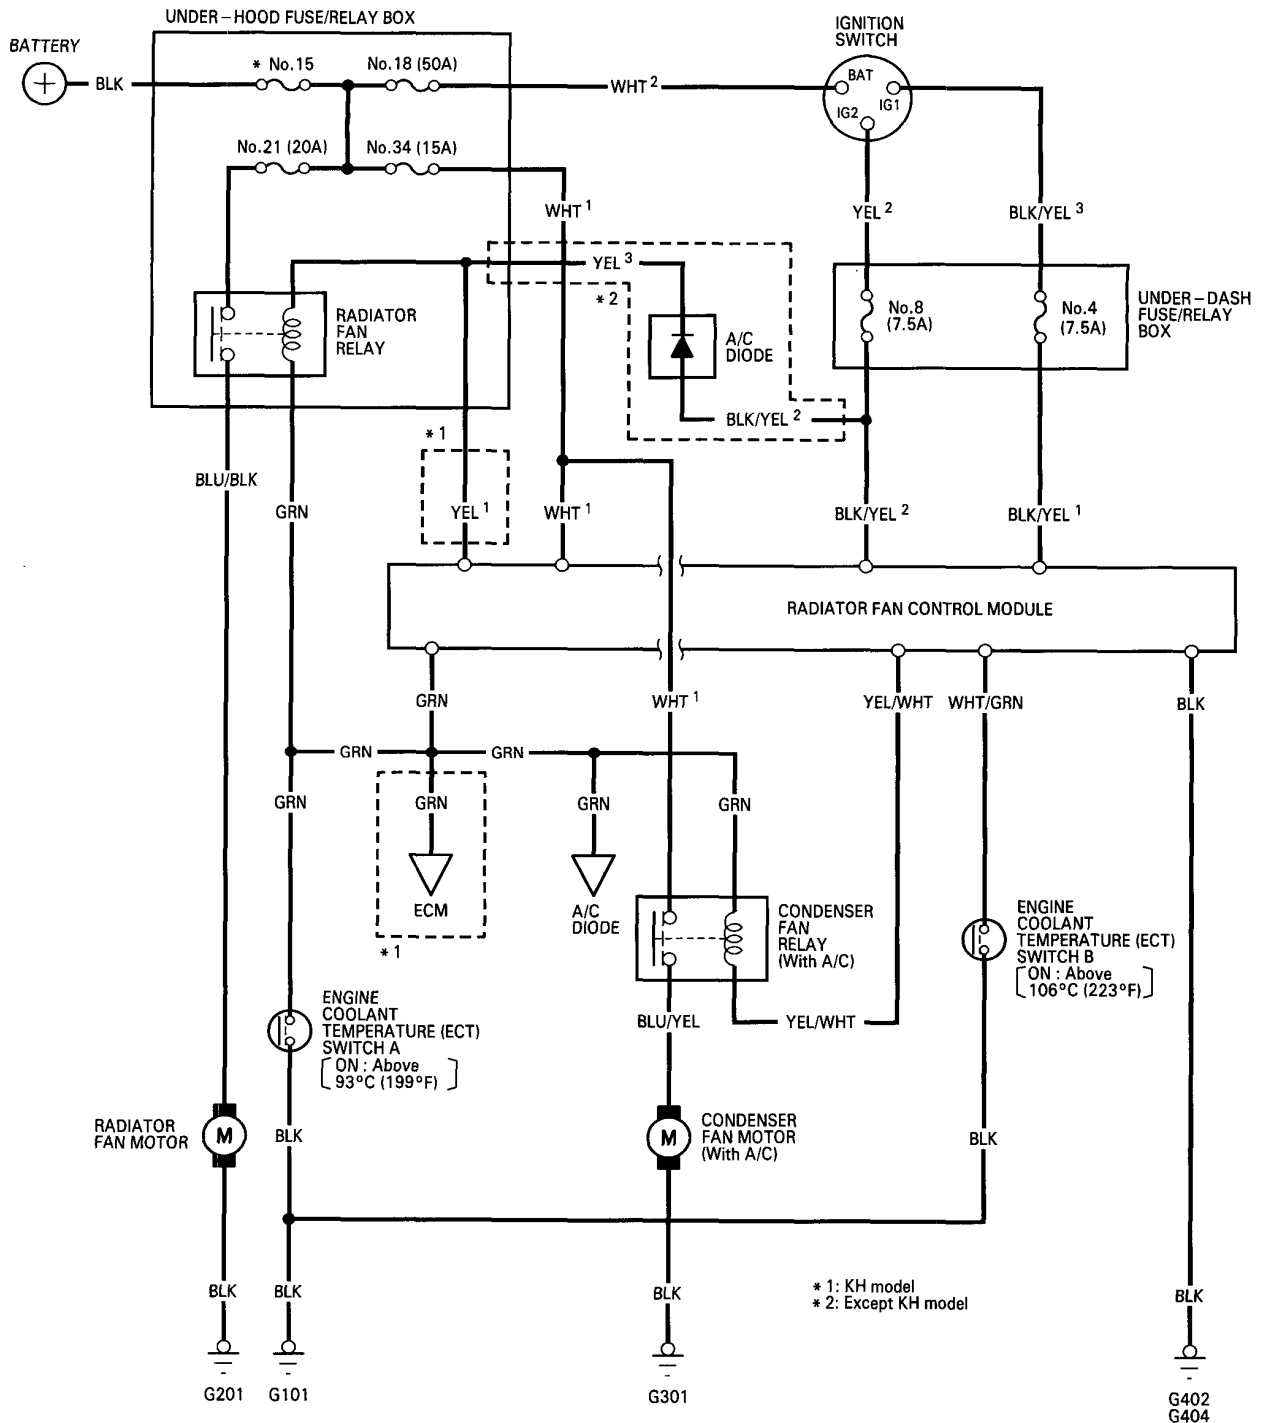 UNDER-HOOD FUSE/RELAY BOX
BATTERY
+
BLK
* No.15
No.18 (50A)
WHT 2
IGNITION
SWITCH
BAT
IG1
IG2
No.21 (20A)
No.34 (15A)
WHT 1
YEL 2
BLK/YEL 3
YEL 3
* 2
RADIATOR
FAN
RELAY
A/C
DIODE
No.8
(7.5A)
No.4
(7.5A)
UNDER-DASH
FUSE/RELAY
BOX
BLK/YEL 2
* 1
BLU/BLK
GRN
YEL 1
WHT 1
BLK/YEL 2
BLK/YEL 1
RADIATOR FAN CONTROL MODULE
GRN
WHT 1
YEL/WHT
WHT/GRN
BLK
GRN
GRN
GRN
GRN
GRN
GRN
ECM
* 1
A/C
DIODE
CONDENSER
FAN
RELAY
(With A/C)
ENGINE
COOLANT
TEMPERATURE (ECT)
SWITCH B
ON : Above
106°C (223°F)
ENGINE
COOLANT
TEMPERATURE (ECT)
SWITCH A
ON : Above
93°C (199°F)
BLU/YEL
YEL/WHT
RADIATOR
FAN MOTOR
M
BLK
M
CONDENSER
FAN MOTOR
(With A/C)
BLK
BLK
BLK
BLK
* 1: KH model
* 2: Except KH model
BLK
G201
G101
G301
G402
G404